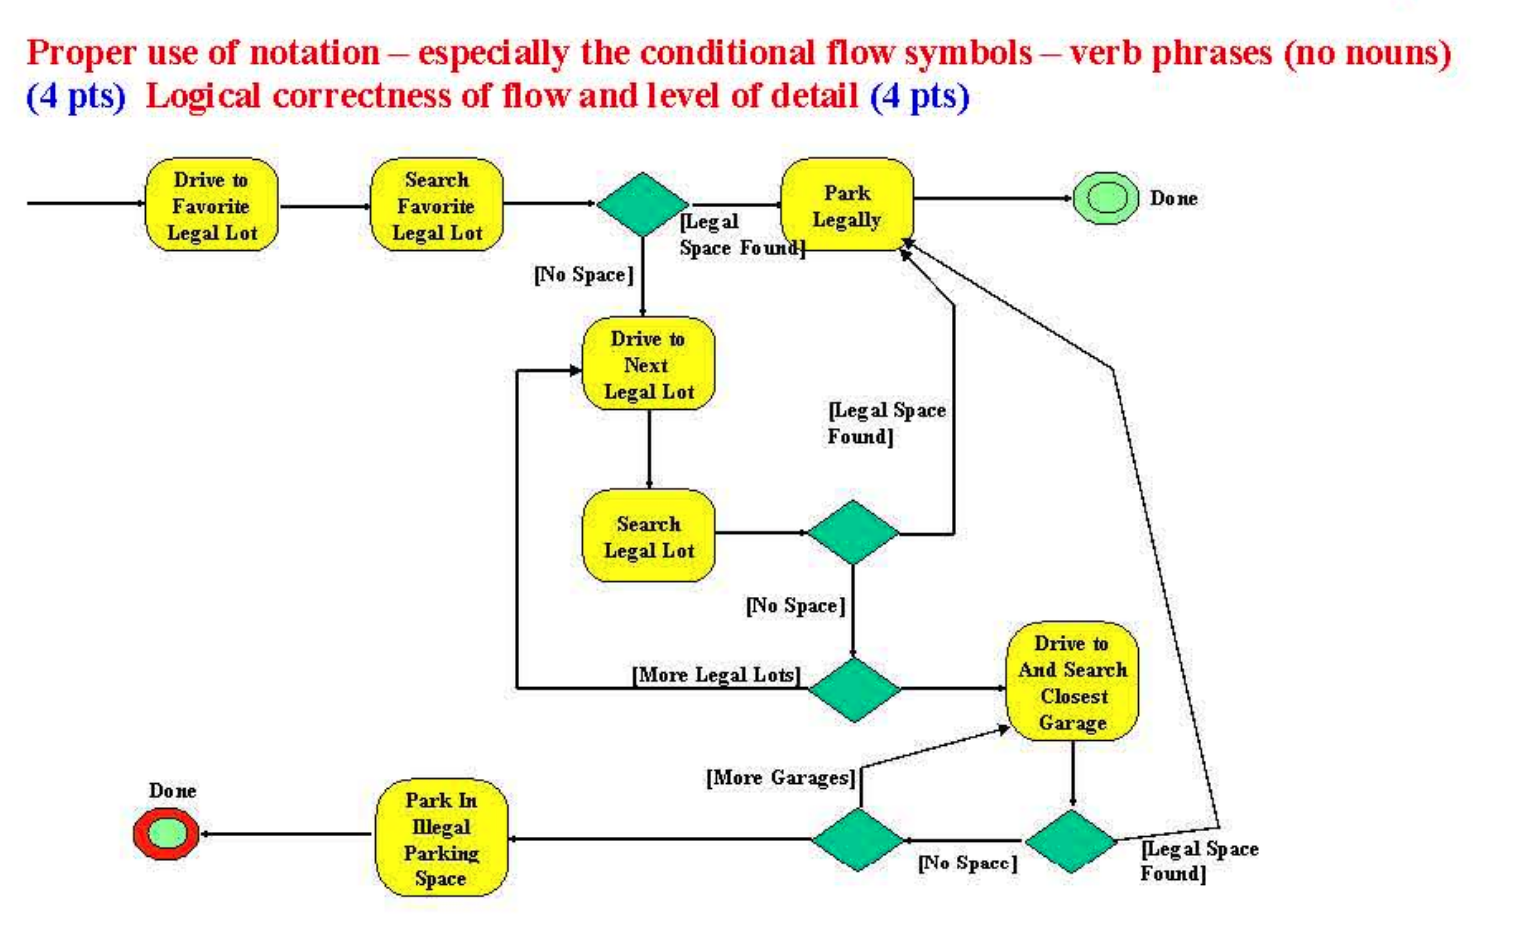 Proper use of notation – especially the conditional flow symbols – verb phrases (no nouns)
(4 pts) Logical correctness of flow and level of detail (4 pts)
Drive to
Favorite
Legal Lot
Search
Favorite
Legal Lot
[Legal
Space Found]
Park
Legally
Done
[No Space]
Drive to
Next
Legal Lot
[Legal Space
Found]
Search
Legal Lot
[No Space]
[More Legal Lots]
Drive to
And Search
Closest
Garage
[More Garages]
[Legal Space
Found]
[No Space]
Park In
Illegal
Parking
Space
Done